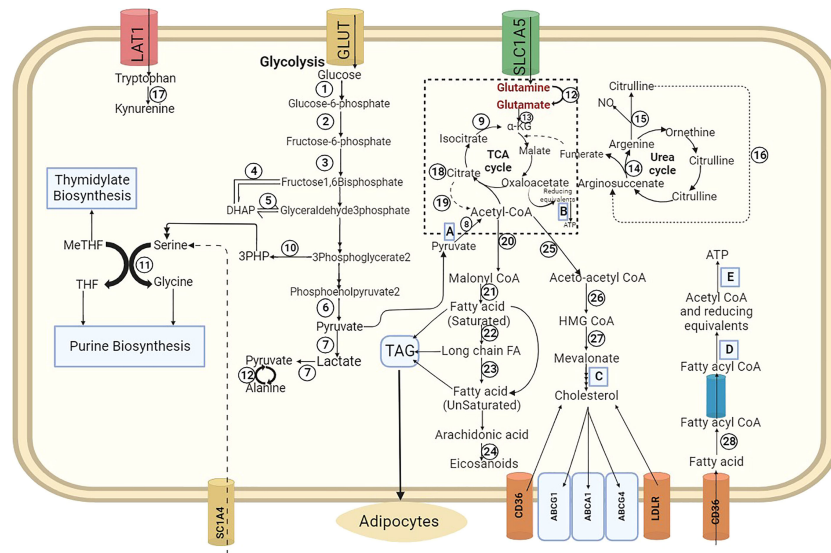 LAT1
GLUT
SLC1A5
Tryptophan
17
Kynurenine
Glycolysis
Glucose
1
Glucose-6-phosphate
2
Fructose-6-phosphate
3
4
Fructose1,6Bisphosphate
5
DHAP
Glyceraldehyde3phosphate
3PHP
10
3Phosphoglycerate2
Phosphoenolpyruvate2
6
Pyruvate
7
Lactate
7
Pyruvate
12
Alanine
Thymidylate
Biosynthesis
MeTHF
Serine
11
THF
Glycine
Purine Biosynthesis
SC1A4
Glutamine
12
Glutamate
13
α-KG
9
Isocitrate
Malate
TCA
cycle
18
Citrate
Oxaloacetate
19
Reducing
equivalents
B
ATP
Acetyl-CoA
A
8
Pyruvate
Fumerate
Citrulline
NO
15
Argenine
Ornethine
Urea
cycle
Citrulline
14
Arginosuccenate
Citrulline
16
20
25
Malonyl CoA
21
Fatty acid
(Saturated)
22
TAG
Long chain FA
23
Fatty acid
(UnSaturated)
Arachidonic acid
24
Eicosanoids
Adipocytes
Aceto-acetyl CoA
26
HMG CoA
27
Mevalonate
C
Cholesterol
CD36
ABCG1
ABCA1
ABCG4
LDLR
ATP
E
Acetyl CoA
and reducing
equivalents
D
Fatty acyl CoA
Fatty acyl CoA
28
Fatty acid
CD36